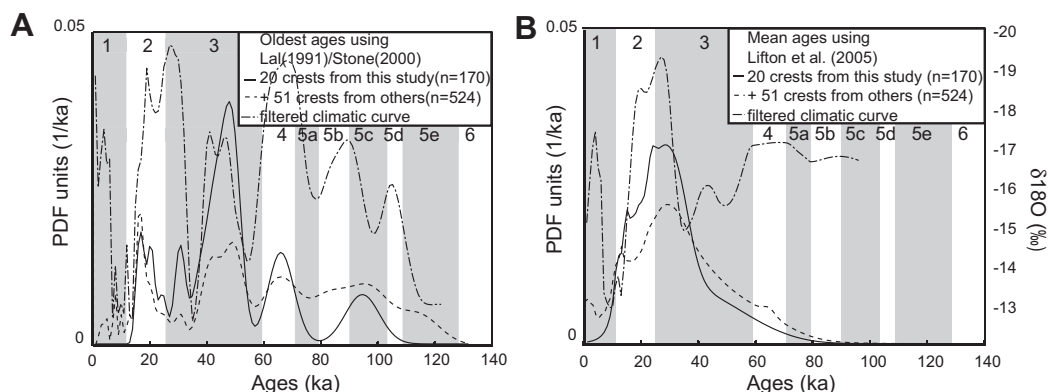 A
0.05
PDF units (1/ka)
0
1
2
3
4
5a
5b
5c
5d
5e
6
Oldest ages using
Lal(1991)/Stone(2000)
20 crests from this study(n=170)
+ 51 crests from others(n=524)
filtered climatic curve
0
20
40
60
80
100
120
140
Ages (ka)
B
0.05
PDF units (1/ka)
0
1
2
3
4
5a
5b
5c
5d
5e
6
Mean ages using
Lifton et al. (2005)
20 crests from this study (n=170)
+ 51 crests from others (n=524)
filtered climatic curve
0
20
40
60
80
100
120
140
Ages (ka)
-20
-19
-18
-17
-16
-15
-14
-13
δ18O (‰)